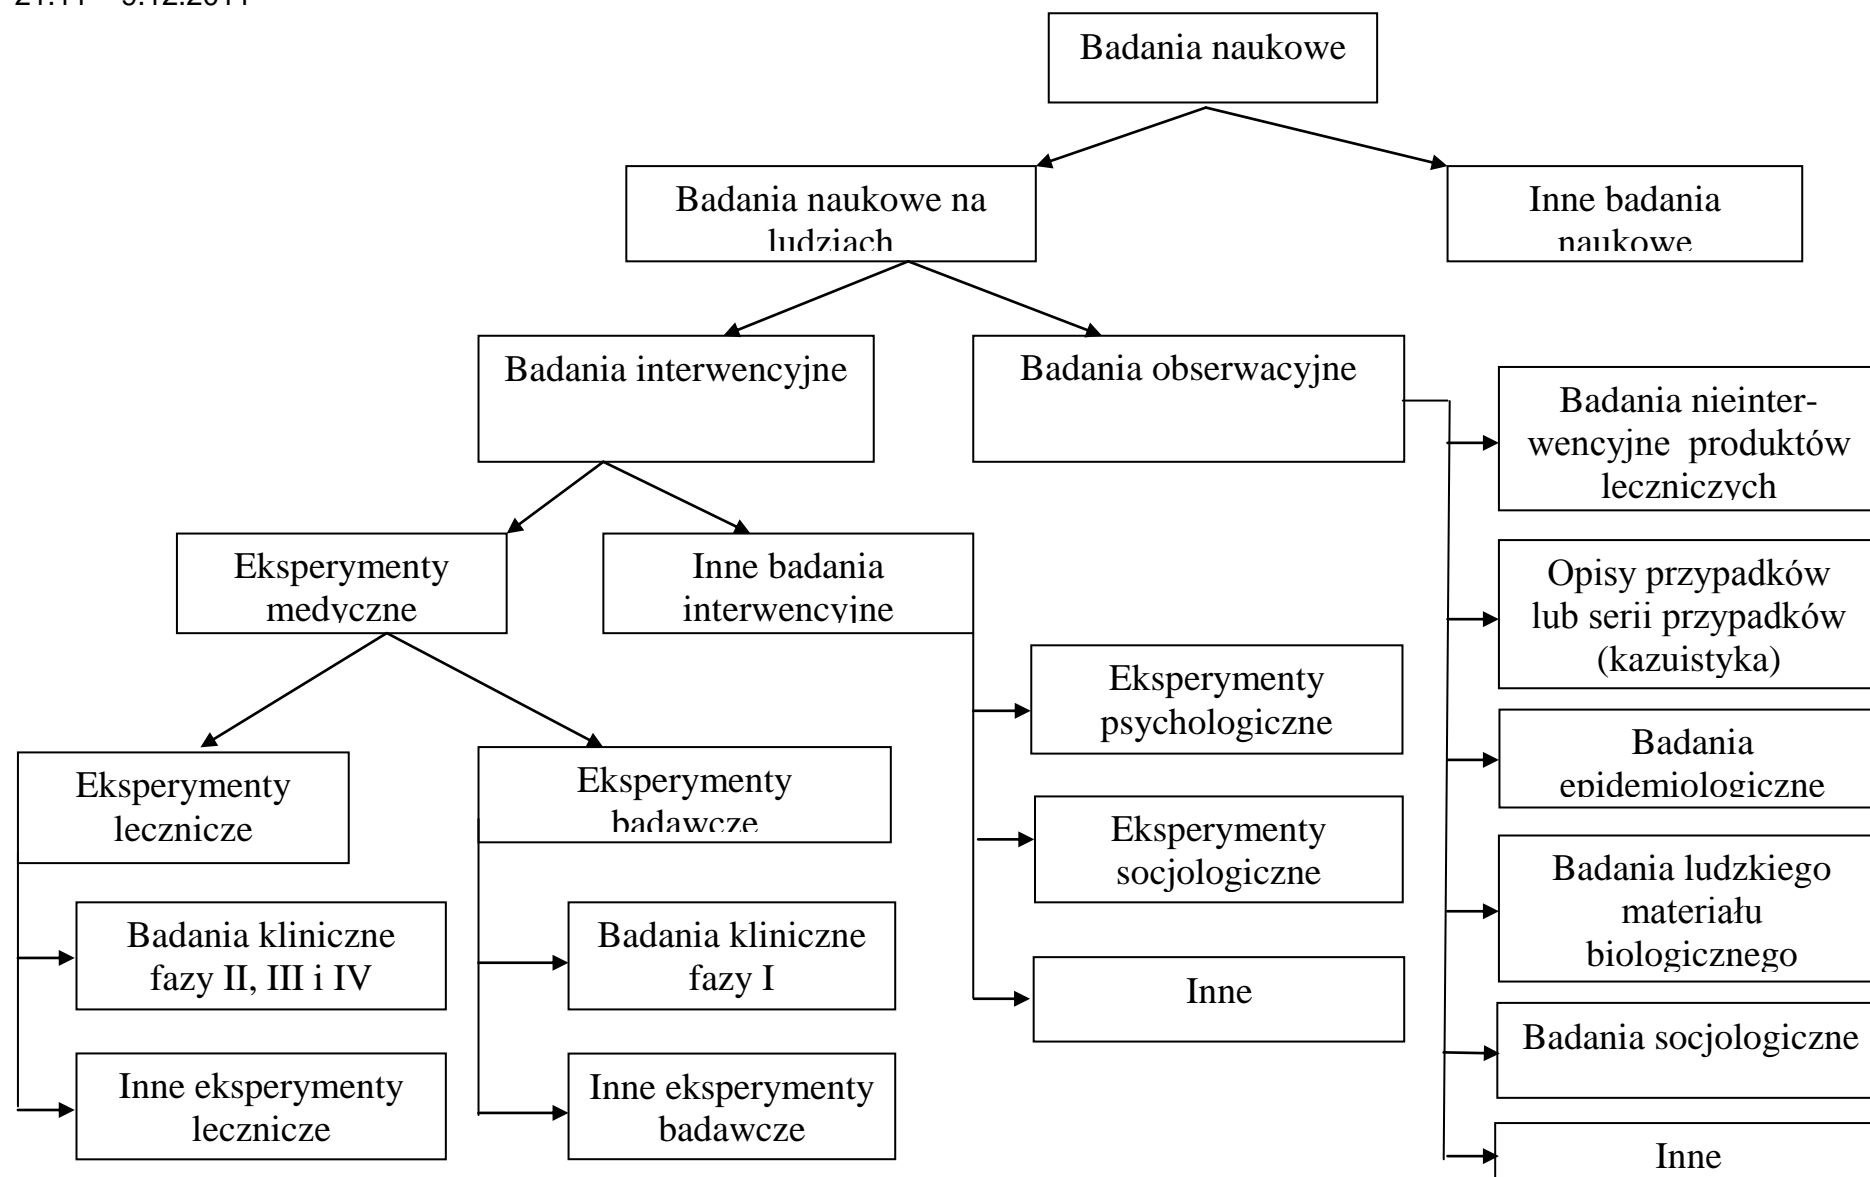 Badania naukowe
Badania naukowe na
ludziach
Inne badania
naukowe
Badania interwencyjne
Badania obserwacyjne
Badania nieinter-
wencyjne produktów
leczniczych
Eksperymenty
medyczne
Inne badania
interwencyjne
Opisy przypadków
lub serii przypadków
(kazuistyka)
Eksperymenty
psychologiczne
Badania
epidemiologiczne
Eksperymenty
lecznicze
Eksperymenty
badawcze
Eksperymenty
socjologiczne
Badania ludzkiego
materiału
biologicznego
Badania kliniczne
fazy II, III i IV
Badania kliniczne
fazy I
Inne
Badania socjologiczne
Inne eksperymenty
lecznicze
Inne eksperymenty
badawcze
Inne